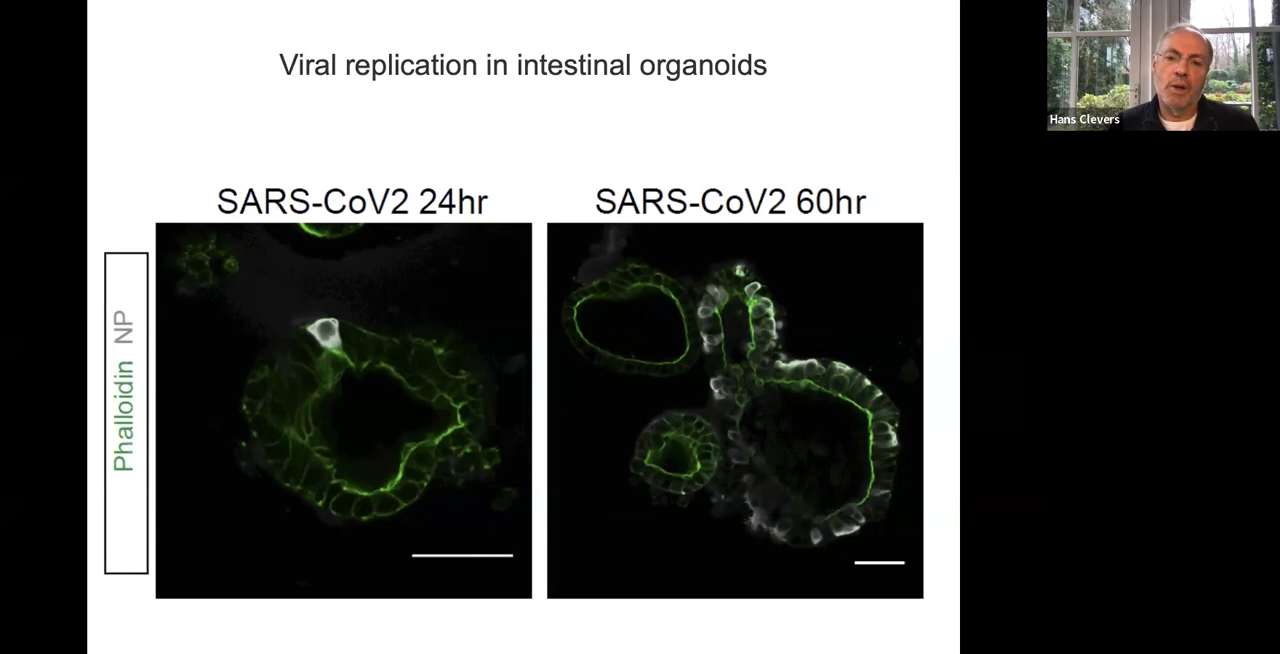 Viral replication in intestinal organoids
Hans Clevers
SARS-CoV2 24hr
SARS-CoV2 60hr
Phalloidin NP